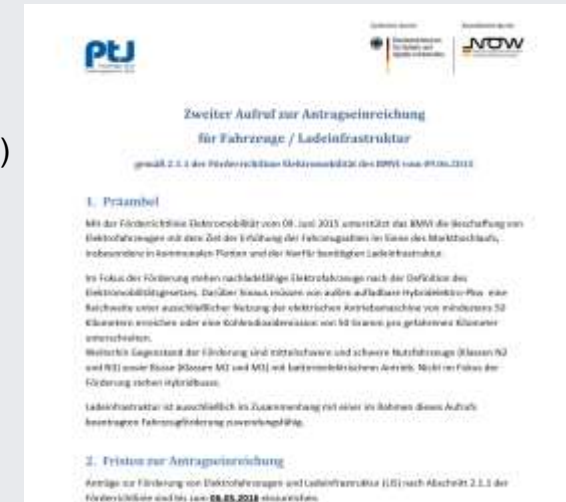 )
ptJ
NOW
Zweiter Aufruf zur Antragseinreichung
für Fahrzeuge / Ladeinfrastruktur
gemäß 2.1.1 der Förderrichtlinie Elektromobilität des BMVI vom 09.06.2015
1. Präambel
Mit der Förderrichtlinie Elektromobilität vom 09. Juni 2015 unterstützt das BMVI die Beschaffung von
Elektrofahrzeugen mit dem Ziel der Erhöhung der Fahrzeugzahlen im Sinne des Markthochlaufs,
insbesondere in kommunalen Flotten und der hierfür benötigten Ladeinfrastruktur.
Im Fokus der Förderung stehen nachladefähige Elektrofahrzeuge nach der Definition des
Elektromobilitätsgesetzes. Darüber hinaus müssen von außen aufladbare Hybridelektro-Pkw eine
Reichweite unter ausschließlicher Nutzung der elektrischen Antriebsmaschine von mindestens 50
Kilometern erreichen oder eine Kohlendioxidemission von 50 Gramm pro gefahrenen Kilometer
unterschreiten.
Weiterhin Gegenstand der Förderung sind mittelschwere und schwere Nutzfahrzeuge (Klassen N2
und N3) sowie Busse (Klassen M2 und M3) mit batterieelektrischem Antrieb. Nicht im Fokus der
Förderung stehen Hybridbusse.
Ladeinfrastruktur ist ausschließlich im Zusammenhang mit einer im Rahmen dieses Aufrufs
beantragten Fahrzeugförderung zuwendungsfähig.
2. Fristen zur Antragseinreichung
Anträge zur Förderung von Elektrofahrzeugen und Ladeinfrastruktur (LIS) nach Abschnitt 2.1.1 der
Förderrichtlinie sind bis zum 06.05.2016 einzureichen.